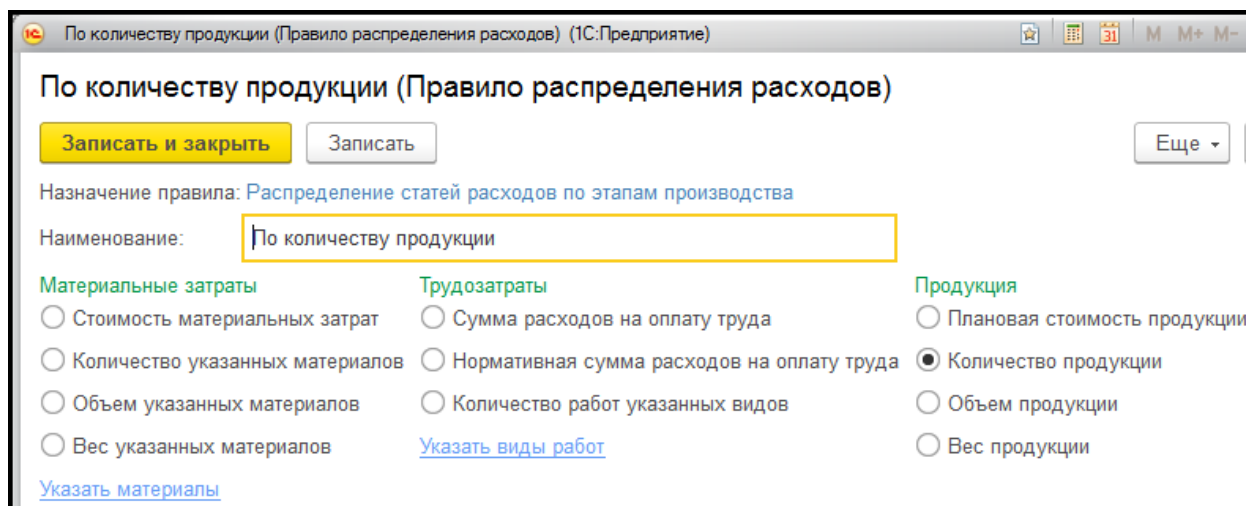 По количеству продукции (Правило распределения расходов) (1С:Предприятие)
31 M M+ M-
По количеству продукции (Правило распределения расходов)
Записать и закрыть Записать Еще
Назначение правила: Распределение статей расходов по этапам производства
Наименование: По количеству продукции
Материальные затраты Трудозатраты Продукция
Стоимость материальных затрат Сумма расходов на оплату труда Плановая стоимость продукции
Количество указанных материалов Нормативная сумма расходов на оплату труда Количество продукции
Объем указанных материалов Количество работ указанных видов Объем продукции
Вес указанных материалов Указать виды работ Вес продукции
Указать материалы